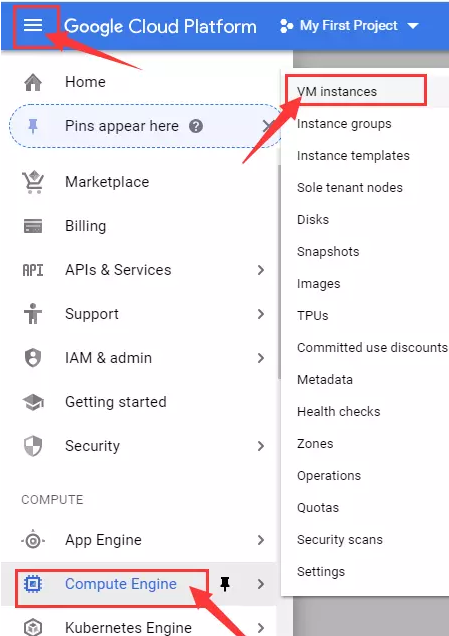 Google Cloud Platform
My First Project
Home
Pins appear here ?
Marketplace
Billing
API APIs & Services
Support
IAM & admin
Getting started
Security
COMPUTE
App Engine
Compute Engine
Kubernetes Engine
VM instances
Instance groups
Instance templates
Sole tenant nodes
Disks
Snapshots
Images
TPUs
Committed use discounts
Metadata
Health checks
Zones
Operations
Quotas
Security scans
Settings